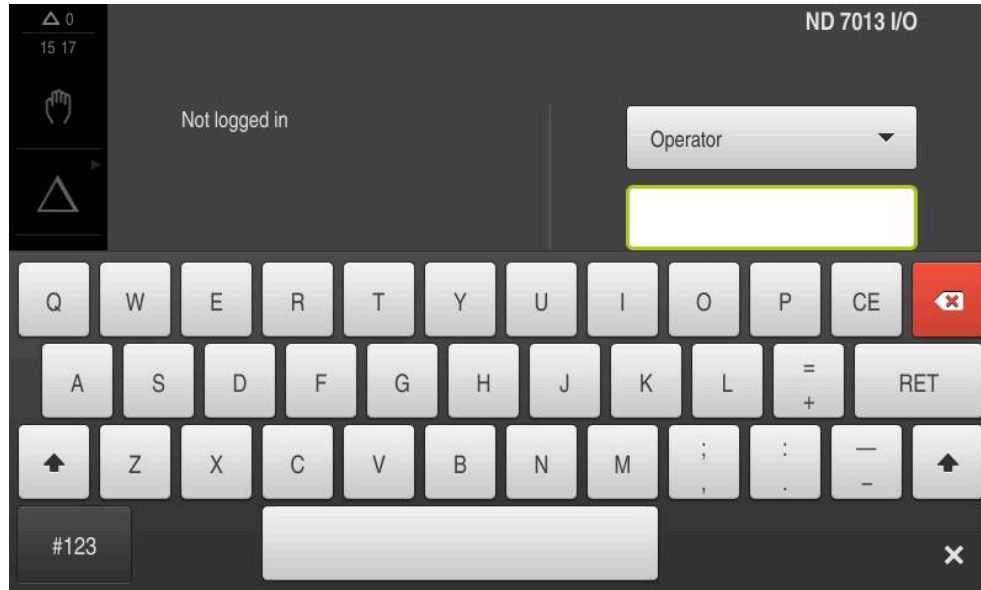 0
ND 7013 I/O
15 17
Not logged in
Operator
Q W E R T Y U I O P CE
A S D F G H J K L = + RET
Z X C V B N M ; , : . — –
#123